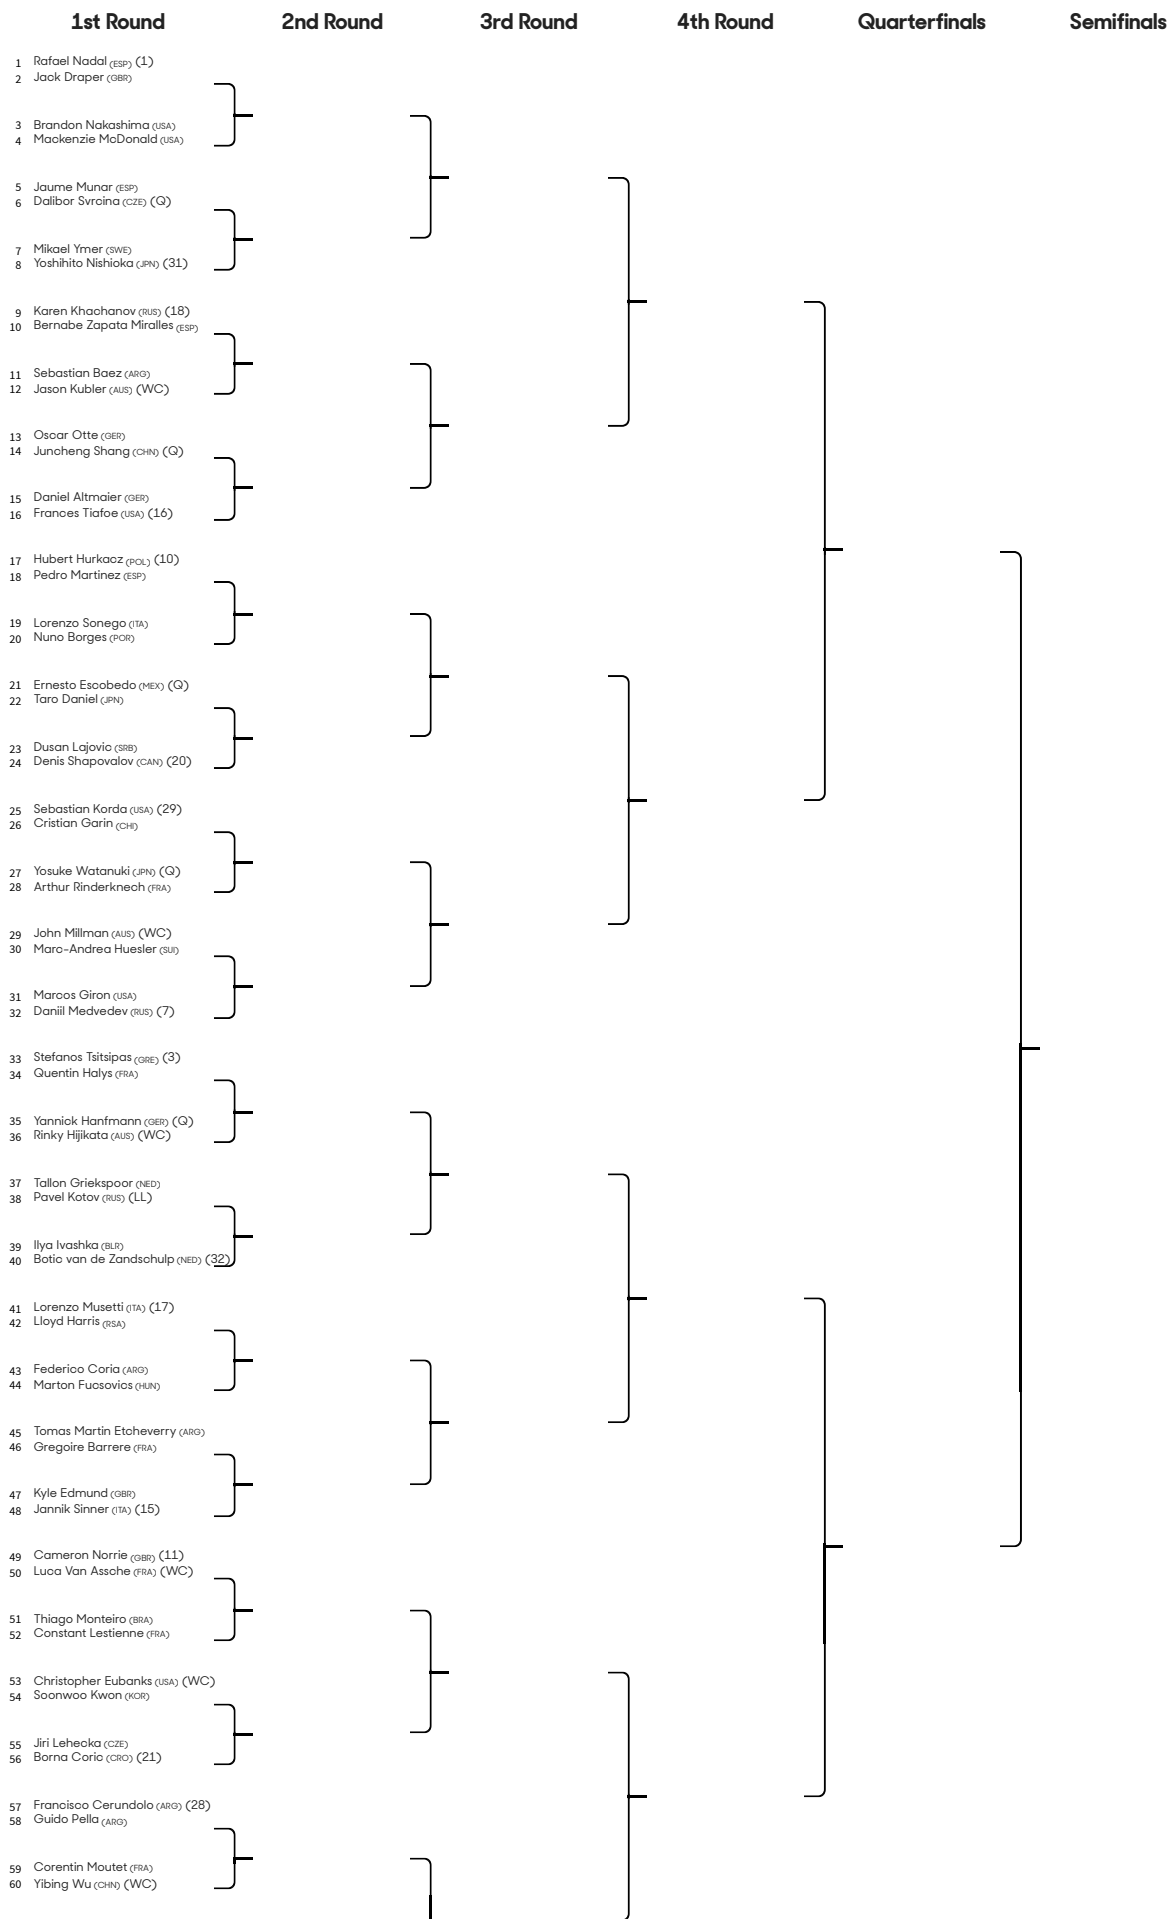 1st Round 2nd Round 3rd Round 4th Round Quarterfinals Semifinals
1 Rafael Nadal (ESP) (1)
2 Jack Draper (GBR)
3 Brandon Nakashima (USA)
4 Mackenzie McDonald (USA)
5 Jaume Munar (ESP)
6 Dalibor Svrcina (CZE) (Q)
7 Mikael Ymer (SWE)
8 Yoshihito Nishioka (JPN) (31)
9 Karen Khachanov (RUS) (18)
10 Bernabe Zapata Miralles (ESP)
11 Sebastian Baez (ARG)
12 Jason Kubler (AUS) (WC)
13 Oscar Otte (GER)
14 Juncheng Shang (CHN) (Q)
15 Daniel Altmaier (GER)
16 Frances Tiafoe (USA) (16)
17 Hubert Hurkacz (POL) (10)
18 Pedro Martinez (ESP)
19 Lorenzo Sonego (ITA)
20 Nuno Borges (POR)
21 Ernesto Escobedo (MEX) (Q)
22 Taro Daniel (JPN)
23 Dusan Lajovic (SRB)
24 Denis Shapovalov (CAN) (20)
25 Sebastian Korda (USA) (29)
26 Cristian Garin (CHI)
27 Yosuke Watanuki (JPN) (Q)
28 Arthur Rinderknech (FRA)
29 John Millman (AUS) (WC)
30 Marc-Andrea Huesler (SUI)
31 Marcos Giron (USA)
32 Daniil Medvedev (RUS) (7)
33 Stefanos Tsitsipas (GRE) (3)
34 Quentin Halys (FRA)
35 Yannick Hanfmann (GER) (Q)
36 Rinky Hijikata (AUS) (WC)
37 Tallon Griekspoor (NED)
38 Pavel Kotov (RUS) (LL)
39 Ilya Ivashka (BLR)
40 Botic van de Zandschulp (NED) (32)
41 Lorenzo Musetti (ITA) (17)
42 Lloyd Harris (RSA)
43 Federico Coria (ARG)
44 Marton Fucsovics (HUN)
45 Tomas Martin Etcheverry (ARG)
46 Gregoire Barrere (FRA)
47 Kyle Edmund (GBR)
48 Jannik Sinner (ITA) (15)
49 Cameron Norrie (GBR) (11)
50 Luca Van Assche (FRA) (WC)
51 Thiago Monteiro (BRA)
52 Constant Lestienne (FRA)
53 Christopher Eubanks (USA) (WC)
54 Soonwoo Kwon (KOR)
55 Jiri Lehecka (CZE)
56 Borna Coric (CRO) (21)
57 Francisco Cerundolo (ARG) (28)
58 Guido Pella (ARG)
59 Corentin Moutet (FRA)
60 Yibing Wu (CHN) (WC)